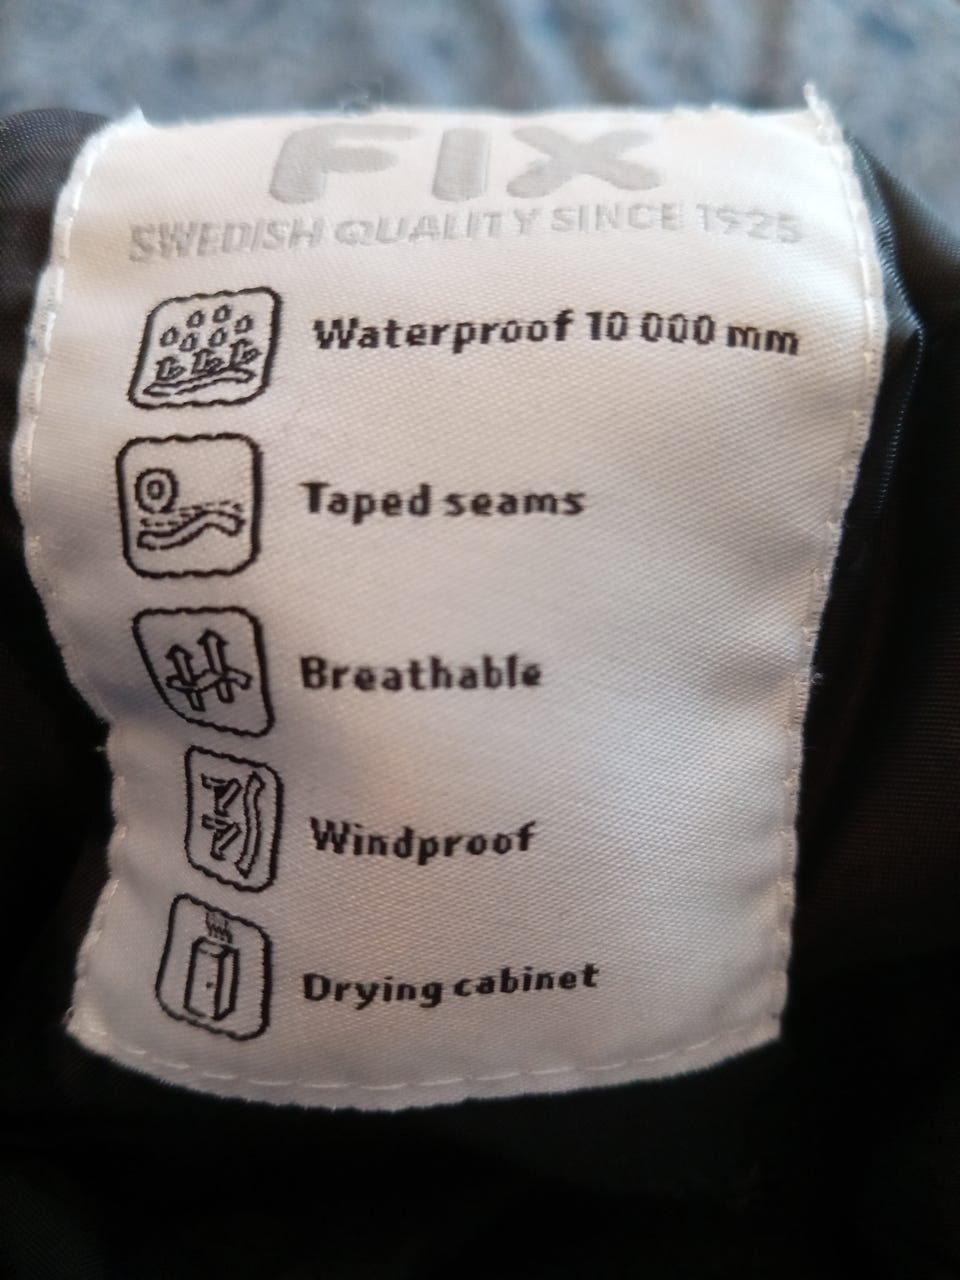 FIX
SWEDISH QUALITY SINCE 1925
Waterproof 10 000 mm
Taped seams
Breathable
Windproof
Drying cabinet